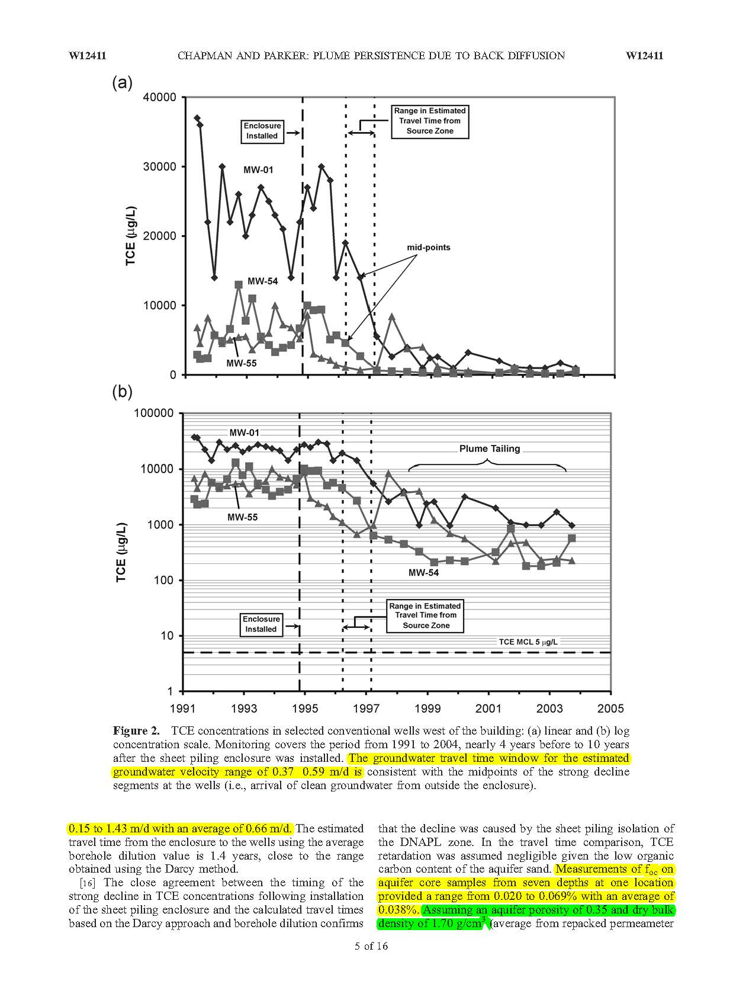 W12411 CHAPMAN AND PARKER: PLUME PERSISTENCE DUE TO BACK DIFFUSION W12411
(a)
40000
30000
20000
10000
0
TCE (µg/L)
Enclosure
Installed
Range in Estimated
Travel Time from
Source Zone
MW-01
mid-points
MW-54
MW-55
(b)
100000
10000
1000
100
10
1
TCE (µg/L)
MW-01
Plume Tailing
MW-55
MW-54
Enclosure
Installed
Range in Estimated
Travel Time from
Source Zone
TCE MCL 5 µg/L
1991 1993 1995 1997 1999 2001 2003 2005
Figure 2. TCE concentrations in selected conventional wells west of the building: (a) linear and (b) log
concentration scale. Monitoring covers the period from 1991 to 2004, nearly 4 years before to 10 years
after the sheet piling enclosure was installed. The groundwater travel time window for the estimated
groundwater velocity range of 0.37 0.59 m/d is consistent with the midpoints of the strong decline
segments at the wells (i.e., arrival of clean groundwater from outside the enclosure).
0.15 to 1.43 m/d with an average of 0.66 m/d. The estimated
travel time from the enclosure to the wells using the average
borehole dilution value is 1.4 years, close to the range
obtained using the Darcy method.
[16] The close agreement between the timing of the
strong decline in TCE concentrations following installation
of the sheet piling enclosure and the calculated travel times
based on the Darcy approach and borehole dilution confirms
that the decline was caused by the sheet piling isolation of
the DNAPL zone. In the travel time comparison, TCE
retardation was assumed negligible given the low organic
carbon content of the aquifer sand. Measurements of foc on
aquifer core samples from seven depths at one location
provided a range from 0.020 to 0.069% with an average of
0.038%. Assuming an aquifer porosity of 0.35 and dry bulk
density of 1.70 g/cm3 (average from repacked permeameter
5 of 16